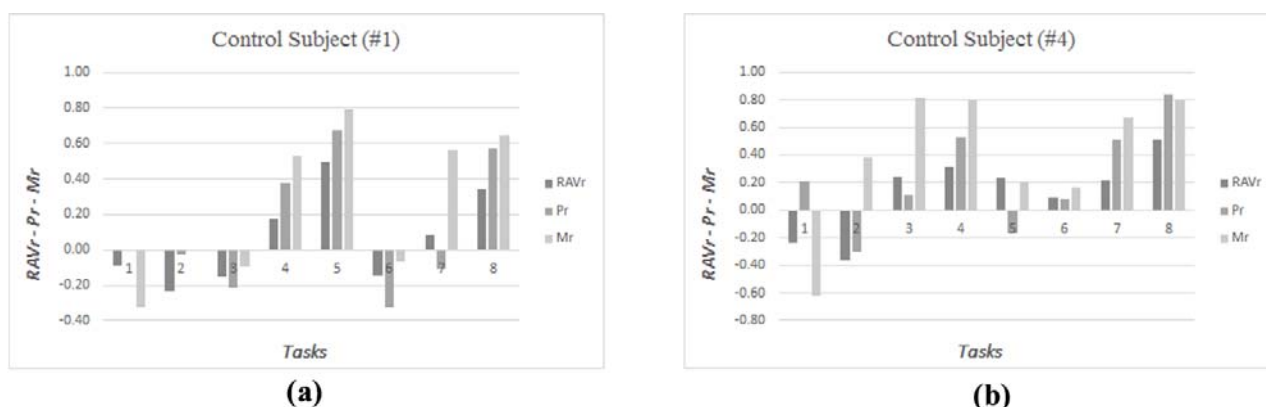 Control Subject (#1)
1.00
0.80
0.60
0.40
0.20
0.00
-0.20
-0.40
RAVr - Pr - Mr
1 2 3 4 5 6 7 8
Tasks
RAVr
Pr
Mr
(a)
Control Subject (#4)
1.00
0.80
0.60
0.40
0.20
0.00
-0.20
-0.40
-0.60
-0.80
RAVr - Pr - Mr
1 2 3 4 5 6 7 8
Tasks
RAVr
Pr
Mr
(b)